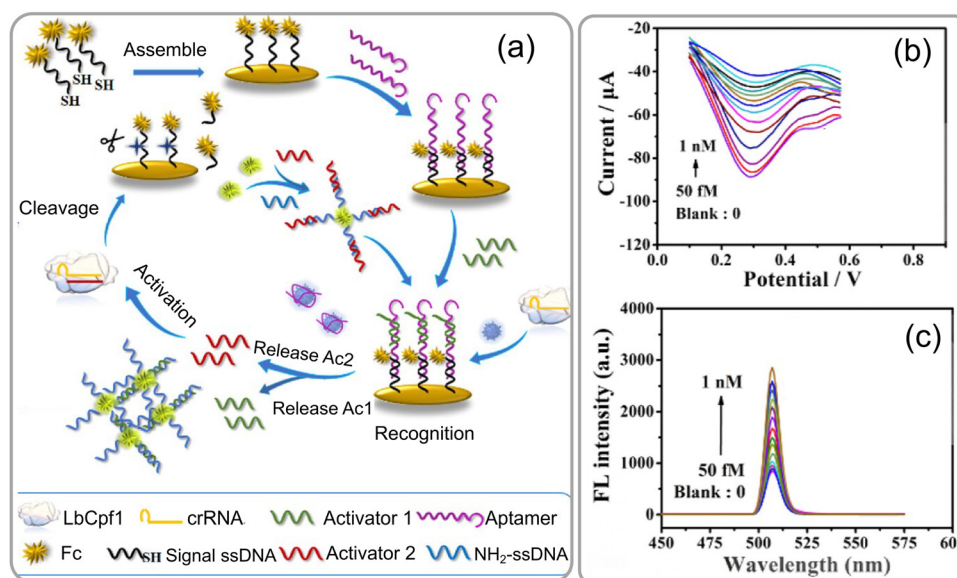 (a)
Assemble
SH
SH
SH
Cleavage
Activation
Release Ac2
Release Ac1
Recognition
LbCpf1
crRNA
Activator 1
Aptamer
Fc
SH
Signal ssDNA
Activator 2
NH₂-ssDNA
(b)
Current / μA
-40
-60
-80
-100
-120
1 nM
50 fM
Blank : 0
0.0 0.2 0.4 0.6 0.8
Potential / V
(c)
FL intensity (a.u.)
4000
3000
2000
1000
0
1 nM
50 fM
Blank : 0
450 475 500 525 550 575 60
Wavelength (nm)